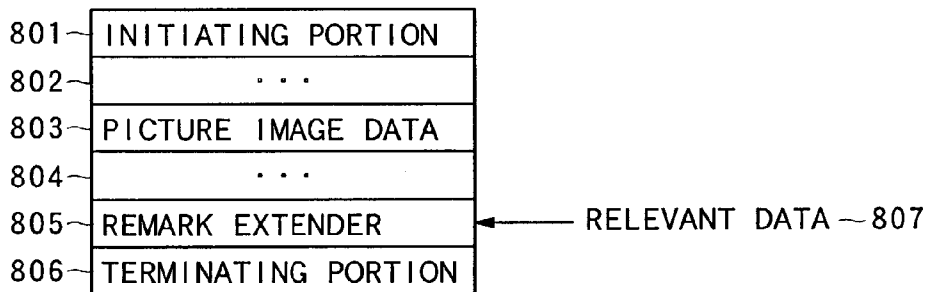 801 INITIATING PORTION
802 ...
803 PICTURE IMAGE DATA
804 ...
805 REMARK EXTENDER RELEVANT DATA 807
806 TERMINATING PORTION